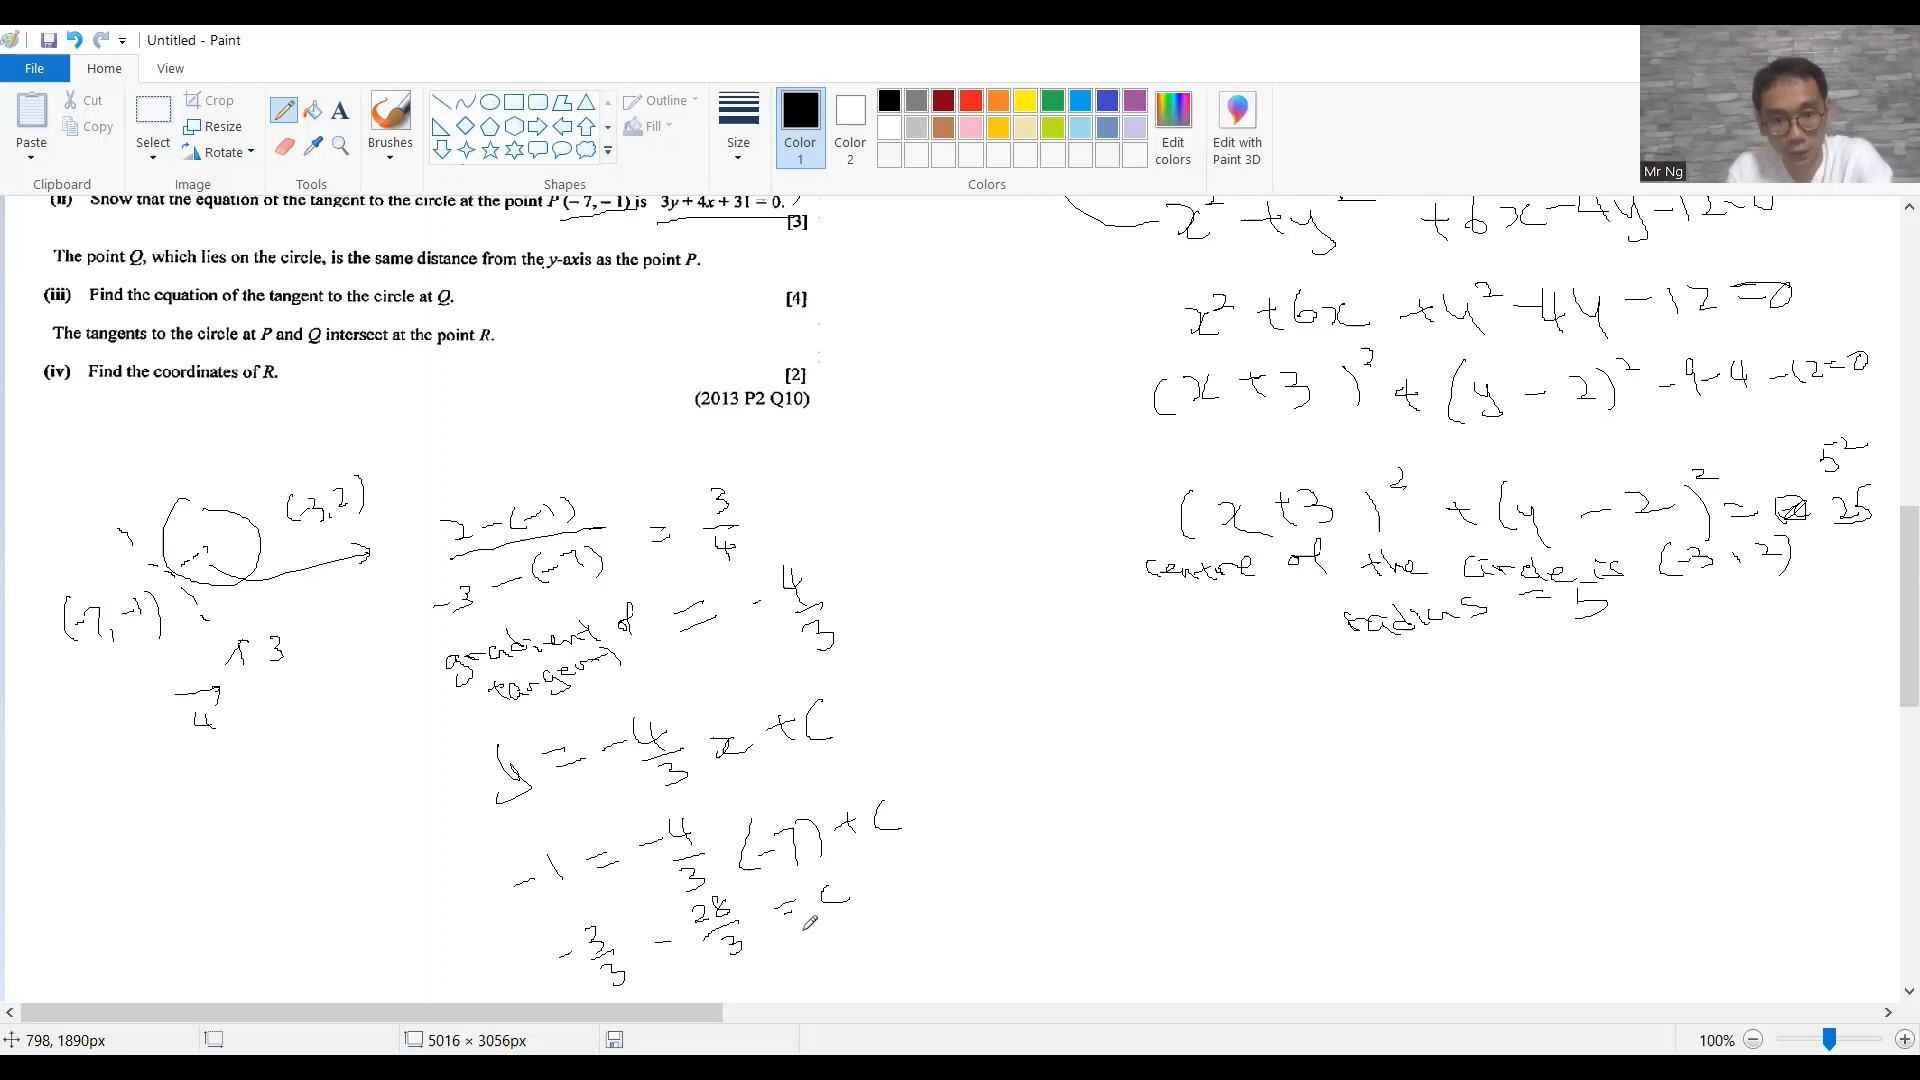 Untitled - Paint
File Home View
Paste
Cut
Copy
Clipboard
Select
Crop
Resize
Rotate
Image
Tools
Brushes
Shapes
Outline
Fill
Size
Color 1
Color 2
Edit colors
Edit with Paint 3D
Colors
Mr Ng
(ii) Show that the equation of the tangent to the circle at the point P (−7, −1) is 3y + 4x + 31 = 0.
[3]
The point Q, which lies on the circle, is the same distance from the y-axis as the point P.
(iii) Find the equation of the tangent to the circle at Q. [4]
The tangents to the circle at P and Q intersect at the point R.
(iv) Find the coordinates of R. [2]
(2013 P2 Q10)
(-3,2)
(-7,-1)
3
4
2-(-1)/-3-(-7) = 3/4
gradient of tangent = -4/3
y = -4/3 x + C
-1 = -4/3 (-7) + C
-3/3 - 28/3 = C
x² + y² + 6x - 4y - 12 = 0
x² + 6x + y² - 4y - 12 = 0
(x+3)² + (y-2)² - 9 - 4 - 12 = 0
5²
(x+3)² + (y-2)² = 25
centre of the circle is (-3,2)
radius = 5
798, 1890px
5016 × 3056px
100%